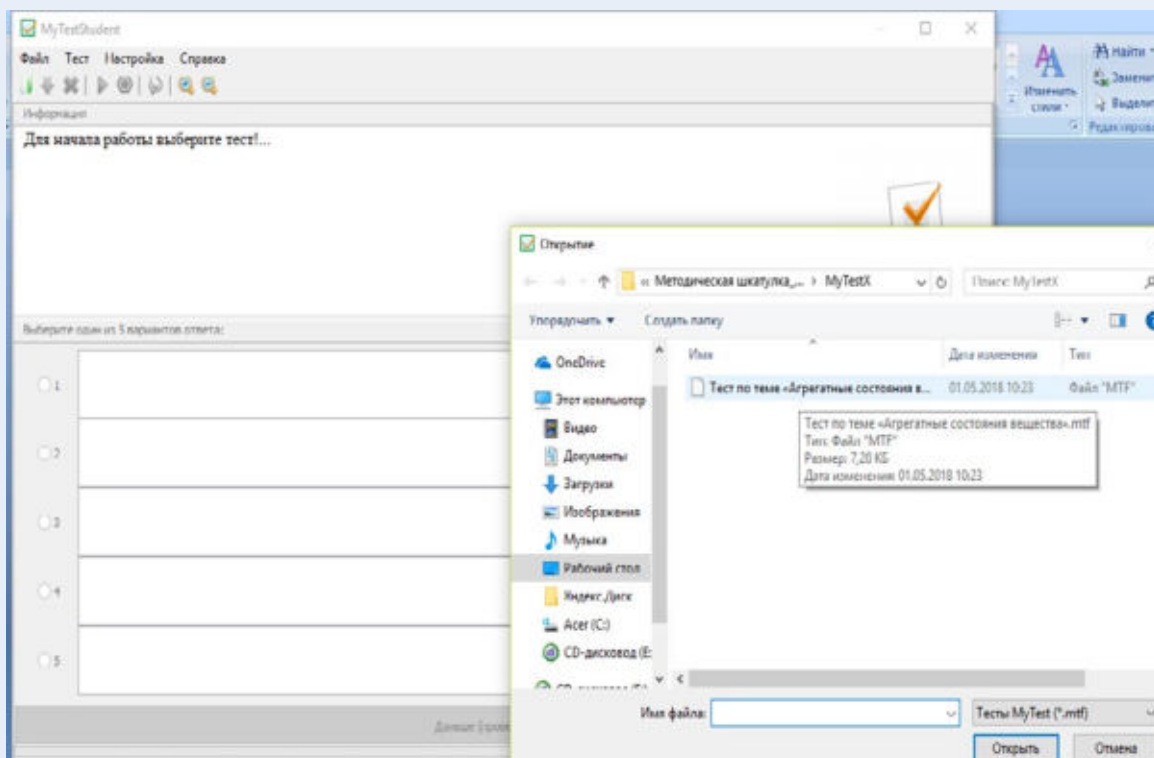 MyTestStudent
Файл Тест Настройка Справка
Информация
Для начала работы выберите тест!...
Выберите один из 5 вариантов ответа:
1
2
3
4
5
Дальше
Найти
Заменить
Изменить стили
Выделить
Открытие
« Методическая шкатулка_... › MyTestX
Поиск: MyTestX
Упорядочить Создать папку
Имя Дата изменения Тип
OneDrive
Этот компьютер
Видео
Документы
Загрузки
Изображения
Музыка
Рабочий стол
Яндекс.Диск
Acer (C:)
CD-дисковод (E:
Тест по теме «Агрегатные состояния в... 01.05.2018 10:23 Файл "MTF"
Тест по теме «Агрегатные состояния вещества».mtf
Тип: Файл "MTF"
Размер: 7,20 КБ
Дата изменения: 01.05.2018 10:23
Имя файла:
Тесты MyTest (*.mtf)
Открыть Отмена